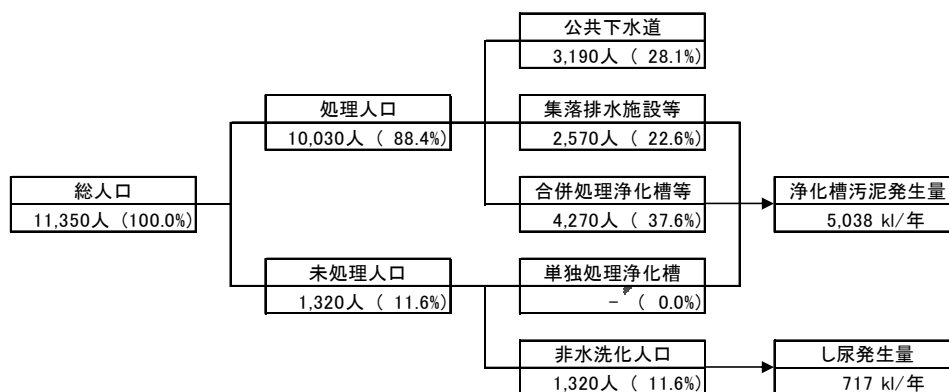 公共下水道
3,190人 ( 28.1%)
処理人口
10,030人 ( 88.4%)
集落排水施設等
2,570人 ( 22.6%)
総人口
11,350人 (100.0%)
合併処理浄化槽等
4,270人 ( 37.6%)
浄化槽汚泥発生量
5,038 kl/年
未処理人口
1,320人 ( 11.6%)
単独処理浄化槽
- ( 0.0%)
非水洗化人口
1,320人 ( 11.6%)
し尿発生量
717 kl/年